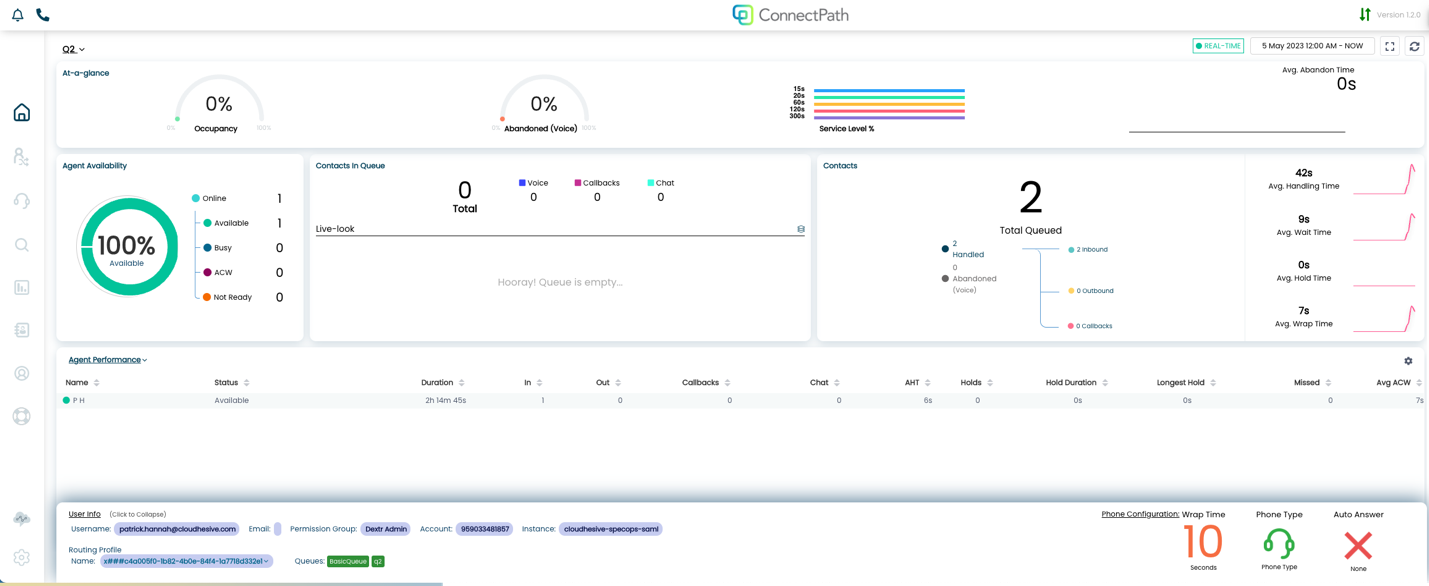 ConnectPath
Version 1.2.0
Q2
REAL-TIME
5 May 2023 12:00 AM - NOW
At-a-glance
0%
0%
100%
Occupancy
0%
0%
100%
Abandoned (Voice)
15s
20s
60s
120s
300s
Service Level %
Avg. Abandon Time
0s
Agent Availability
100%
Available
Online 1
Available 1
Busy 0
ACW 0
Not Ready 0
Contacts In Queue
0
Total
Voice
0
Callbacks
0
Chat
0
Live-look
Hooray! Queue is empty...
Contacts
2
Total Queued
2
Handled
0
Abandoned
(Voice)
2 Inbound
0 Outbound
0 Callbacks
42s
Avg. Handling Time
9s
Avg. Wait Time
0s
Avg. Hold Time
7s
Avg. Wrap Time
Agent Performance
Name Status Duration In Out Callbacks Chat AHT Holds Hold Duration Longest Hold Missed Avg ACW
P H Available 2h 14m 45s 1 0 0 0 6s 0 0s 0s 0 7s
User Info (Click to Collapse)
Username: patrick.hannah@cloudhesive.com Email: Permission Group: Dextr Admin Account: 959033481857 Instance: cloudhesive-specops-saml
Routing Profile
Name: x###c4a005f0-1b82-4b0e-84f4-1a7718d332e1 Queues: BasicQueue q2
Phone Configuration: Wrap Time
10
Seconds
Phone Type
Phone Type
Auto Answer
None